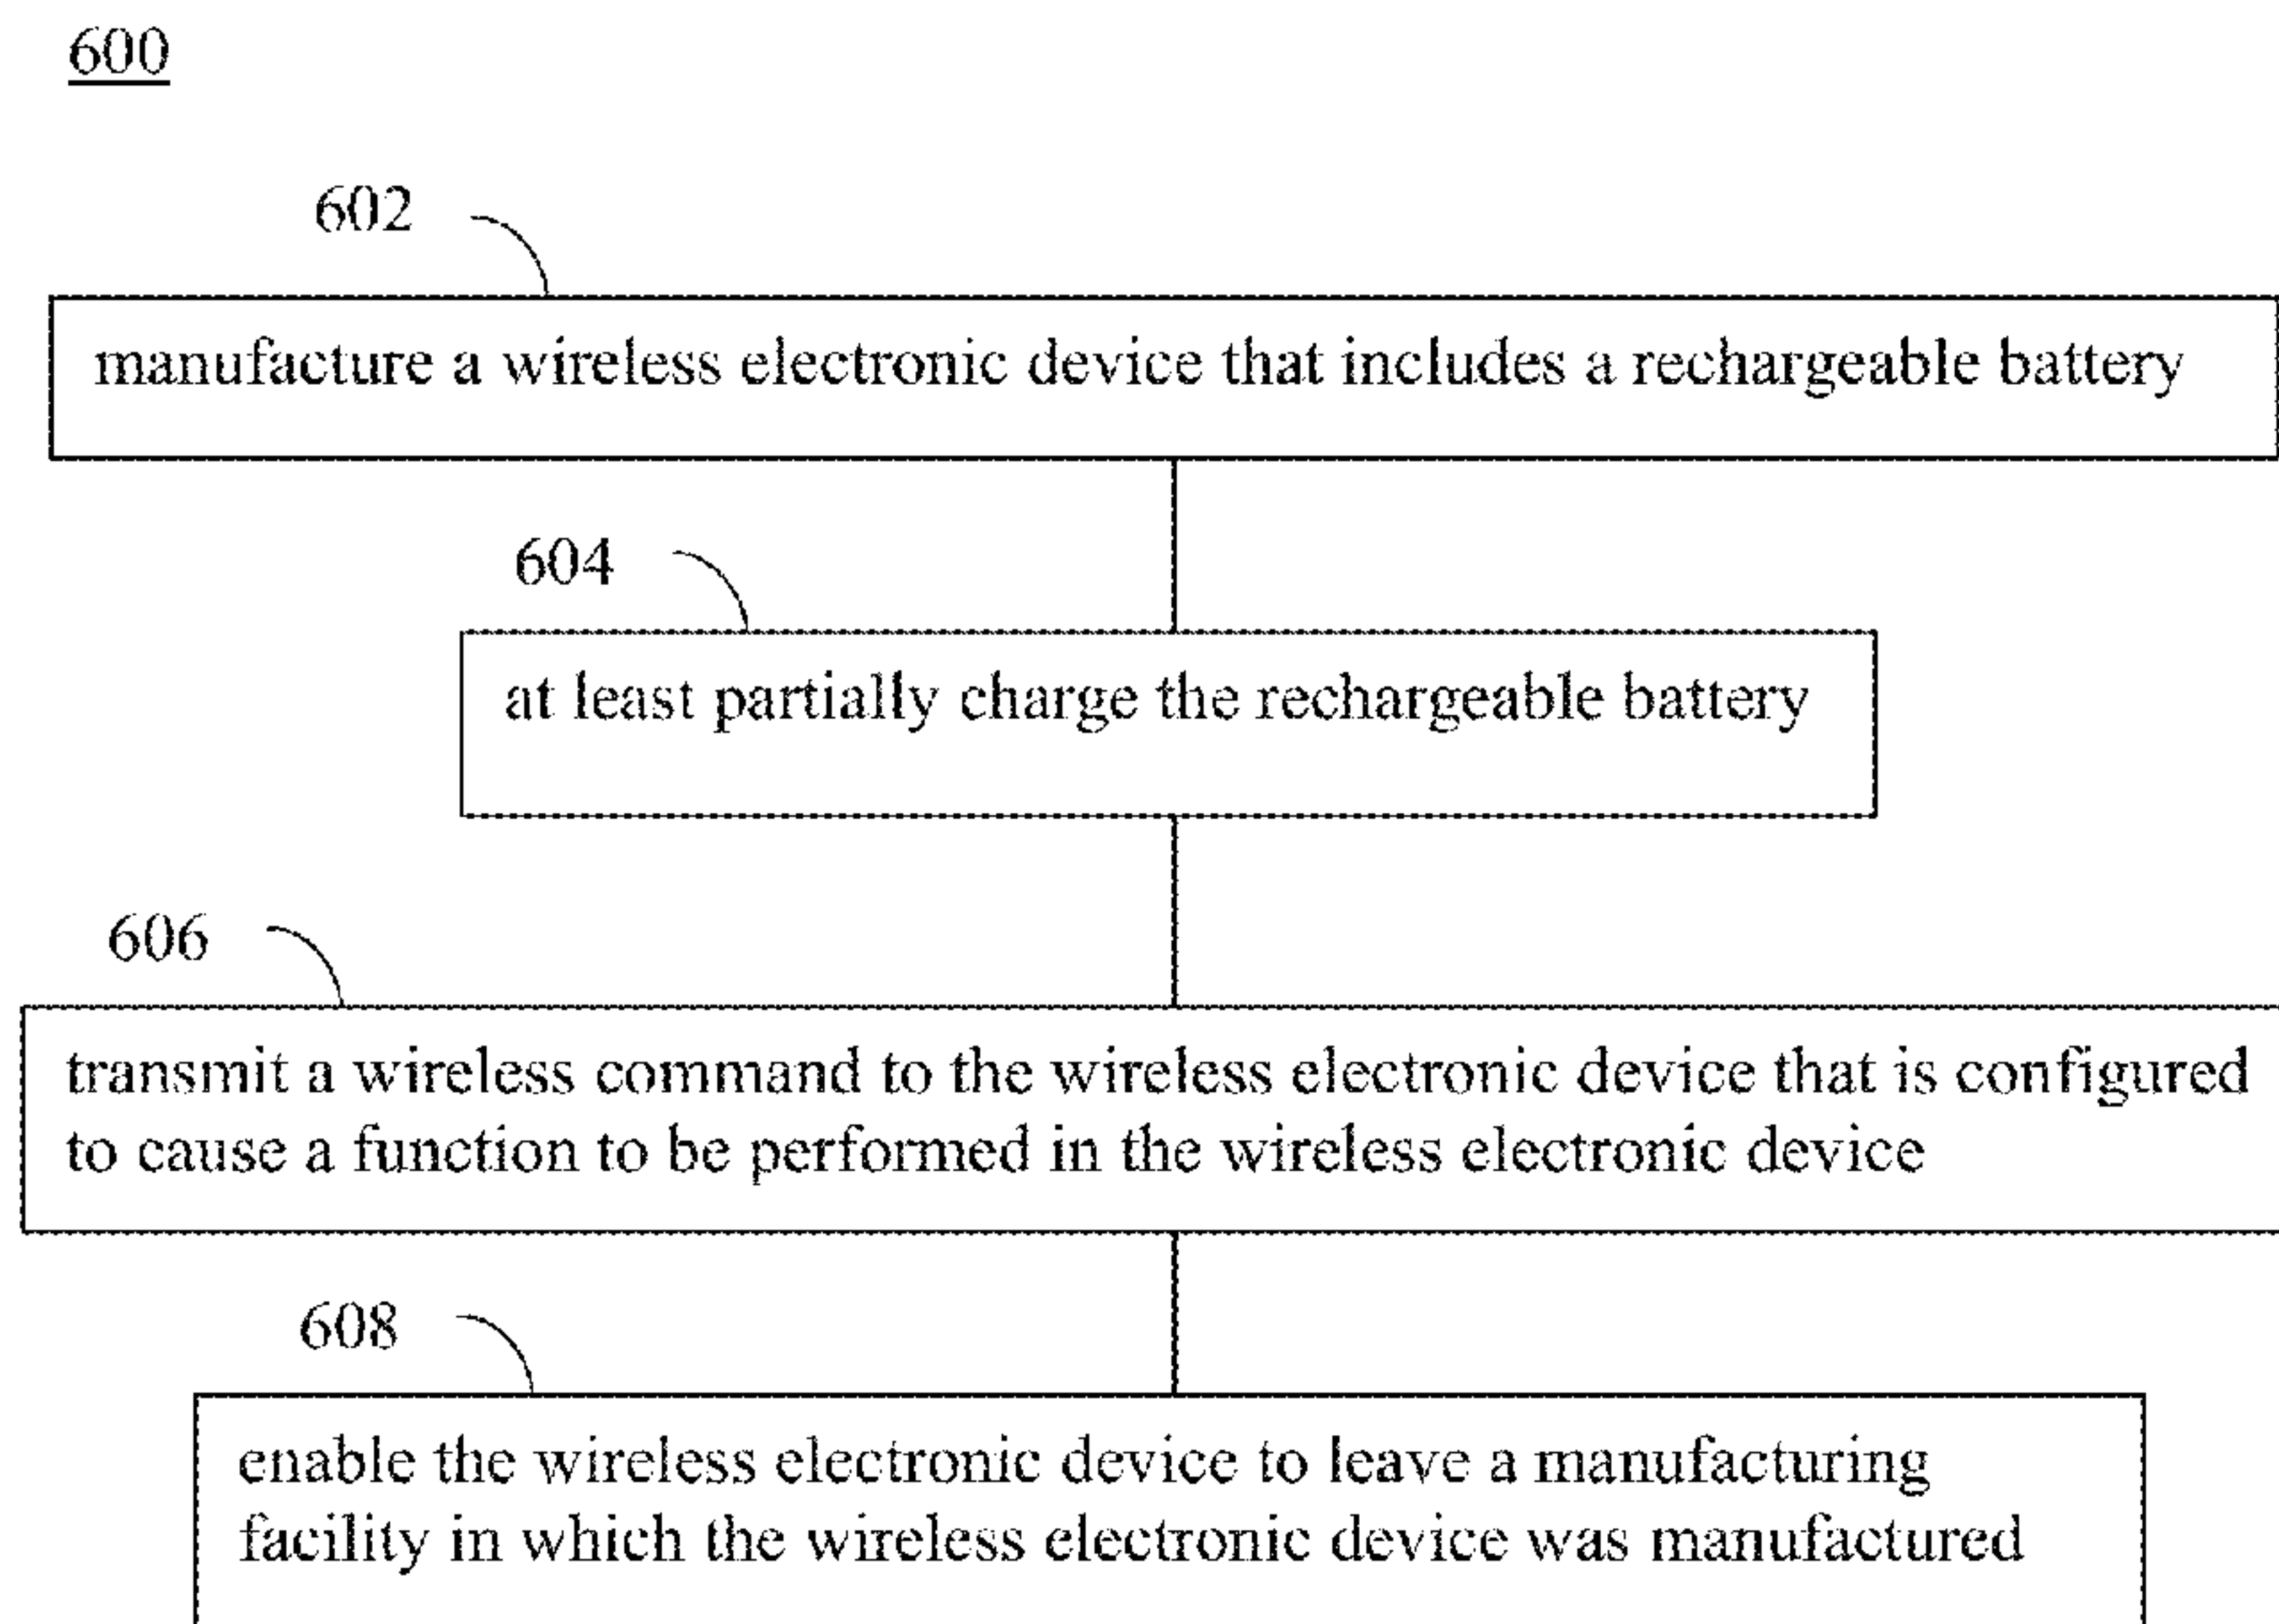 600
602
manufacture a wireless electronic device that includes a rechargeable battery
604
at least partially charge the rechargeable battery
606
transmit a wireless command to the wireless electronic device that is configured
to cause a function to be performed in the wireless electronic device
608
enable the wireless electronic device to leave a manufacturing
facility in which the wireless electronic device was manufactured